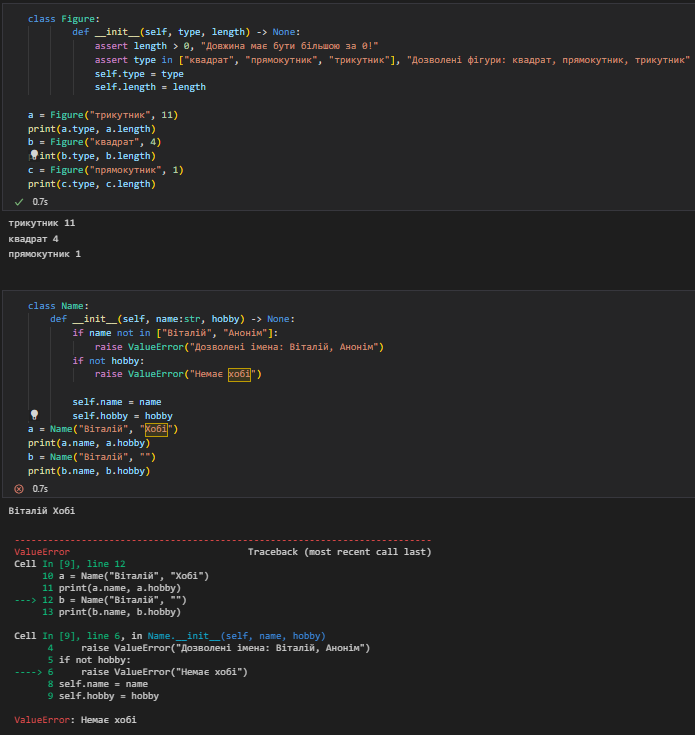 class Figure:
def __init__(self, type, length) -> None:
assert length > 0, "Довжина має бути більшою за 0!"
assert type in ["квадрат", "прямокутник", "трикутник"], "Дозволені фігури: квадрат, прямокутник, трикутник"
self.type = type
self.length = length
a = Figure("трикутник", 11)
print(a.type, a.length)
b = Figure("квадрат", 4)
int(b.type, b.length)
c = Figure("прямокутник", 1)
print(c.type, c.length)
0.7s
трикутник 11
квадрат 4
прямокутник 1
class Name:
def __init__(self, name:str, hobby) -> None:
if name not in ["Віталій", "Анонім"]:
raise ValueError("Дозволені імена: Віталій, Анонім")
if not hobby:
raise ValueError("Немає хобі")
self.name = name
self.hobby = hobby
a = Name("Віталій", "Хобі")
print(a.name, a.hobby)
b = Name("Віталій", "")
print(b.name, b.hobby)
0.7s
Віталій Хобі
---------------------------------------------------------------------------
ValueError Traceback (most recent call last)
Cell In [9], line 12
10 a = Name("Віталій", "Хобі")
11 print(a.name, a.hobby)
---> 12 b = Name("Віталій", "")
13 print(b.name, b.hobby)
Cell In [9], line 6, in Name.__init__(self, name, hobby)
4 raise ValueError("Дозволені імена: Віталій, Анонім")
5 if not hobby:
----> 6 raise ValueError("Немає хобі")
8 self.name = name
9 self.hobby = hobby
ValueError: Немає хобі